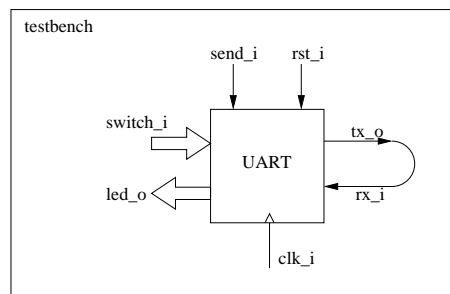 testbench
send_i
rst_i
switch_i
tx_o
UART
led_o
rx_i
clk_i